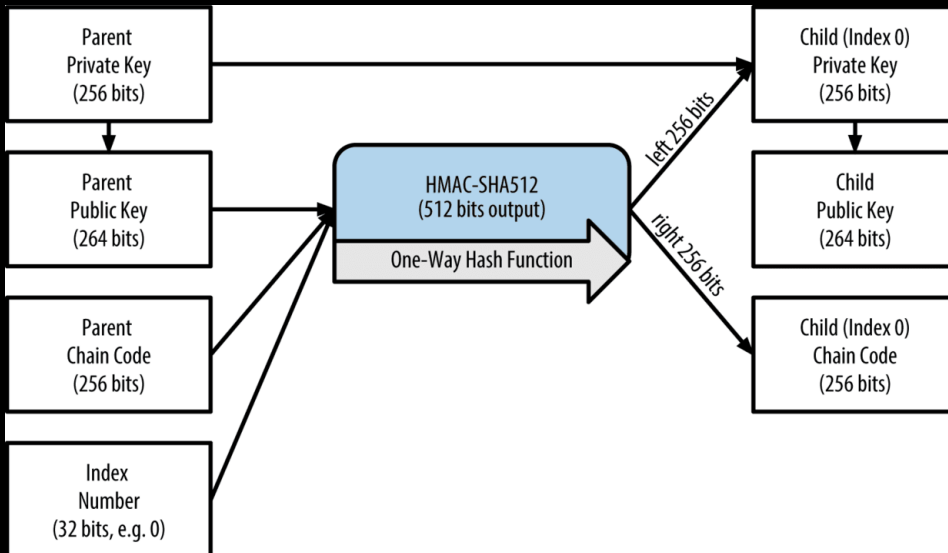 Parent
Private Key
(256 bits)
Parent
Public Key
(264 bits)
Parent
Chain Code
(256 bits)
Index
Number
(32 bits, e.g. 0)
HMAC-SHA512
(512 bits output)
One-Way Hash Function
left 256 bits
right 256 bits
Child (Index 0)
Private Key
(256 bits)
Child
Public Key
(264 bits)
Child (Index 0)
Chain Code
(256 bits)